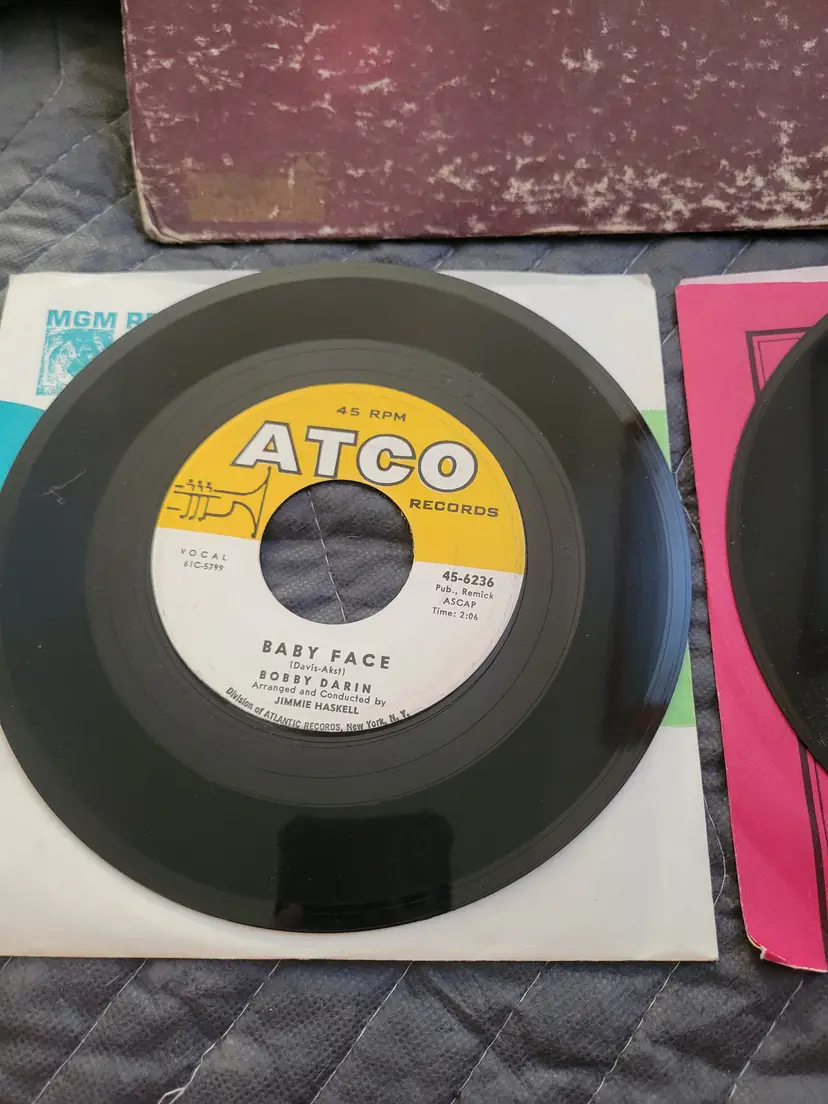 MGM
45 RPM
ATCO
RECORDS
VOCAL
61C-5799
45-6236
Pub., Remick
ASCAP
Time: 2:06
BABY FACE
(Davis-Akst)
BOBBY DARIN
Arranged and Conducted by
JIMMIE HASKELL
Division of ATLANTIC RECORDS, New York, N. Y.